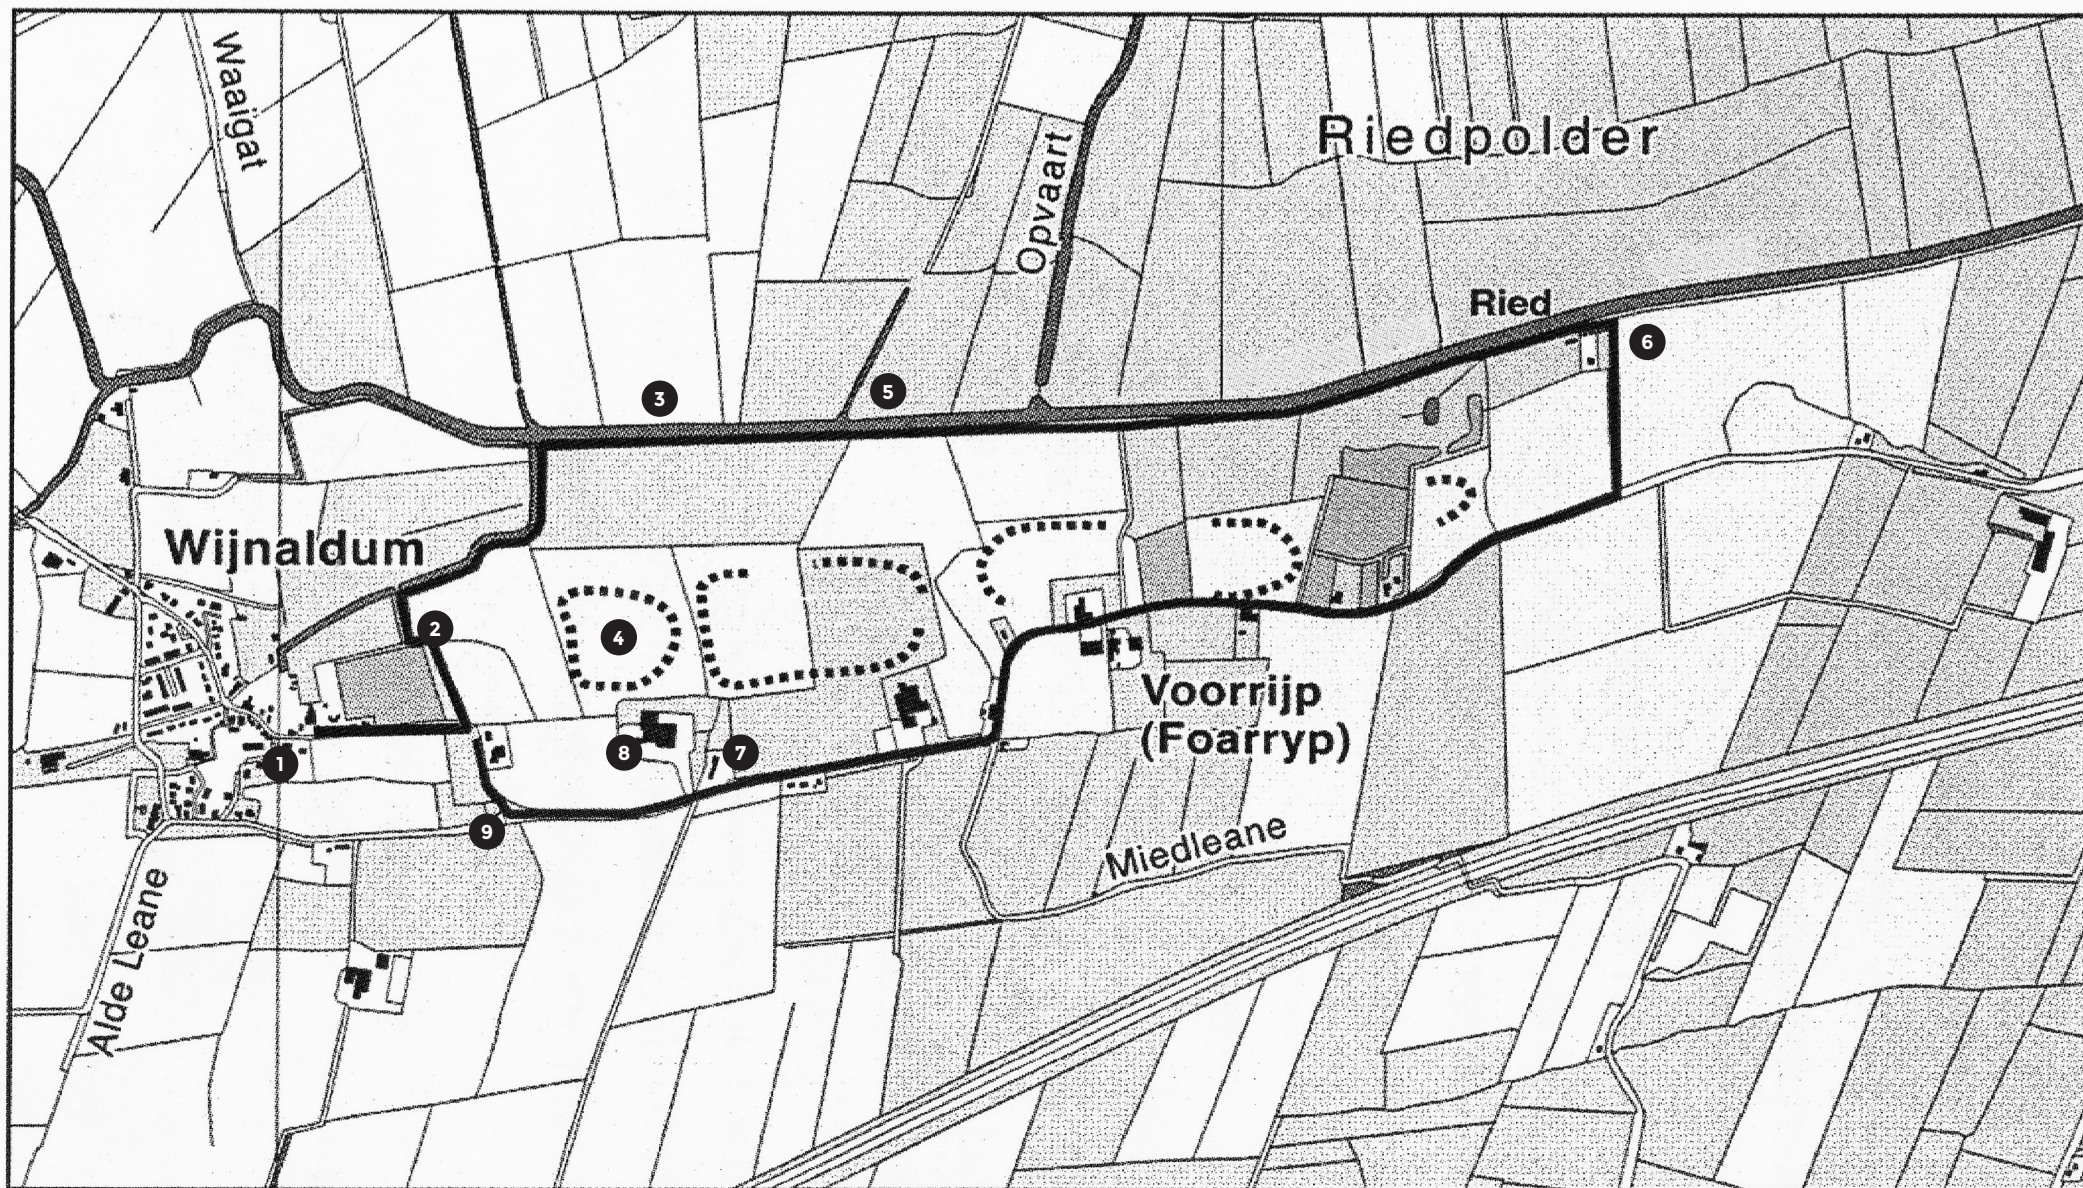 Waaigat
Opvaart
Riedpolder
Ried
6
3
5
Wijnaldum
2
4
Voorrijp
(Foarryp)
1
8
7
9
Miedleane
Alde Leane